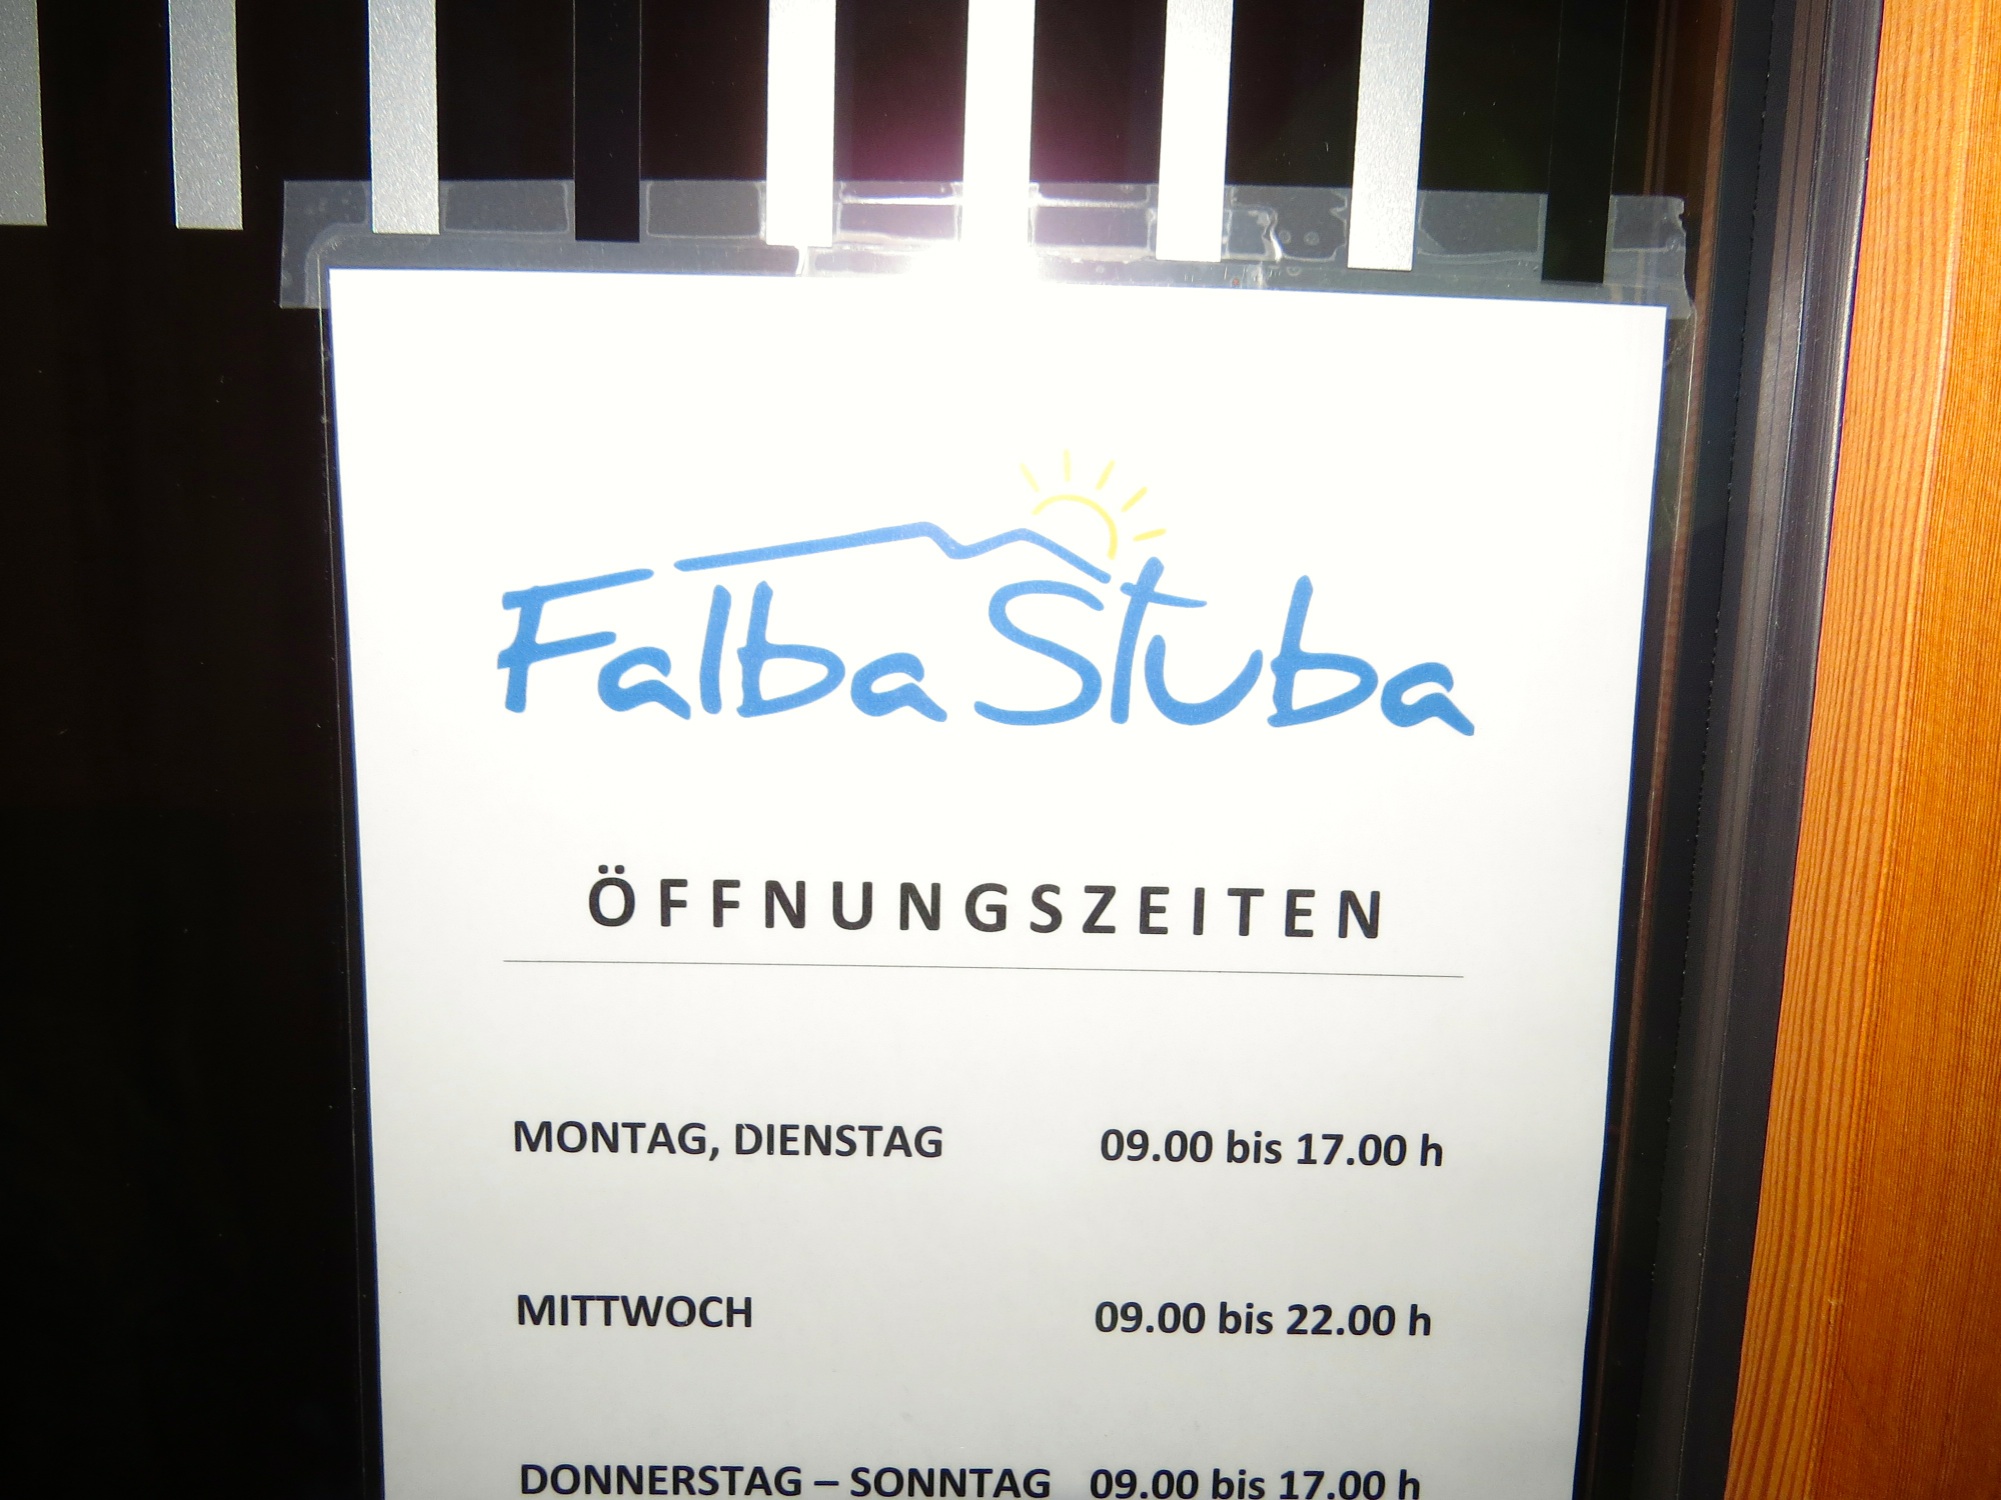 Falba Stuba
ÖFFNUNGSZEITEN
MONTAG, DIENSTAG 09.00 bis 17.00 h
MITTWOCH 09.00 bis 22.00 h
DONNERSTAG – SONNTAG 09.00 bis 17.00 h